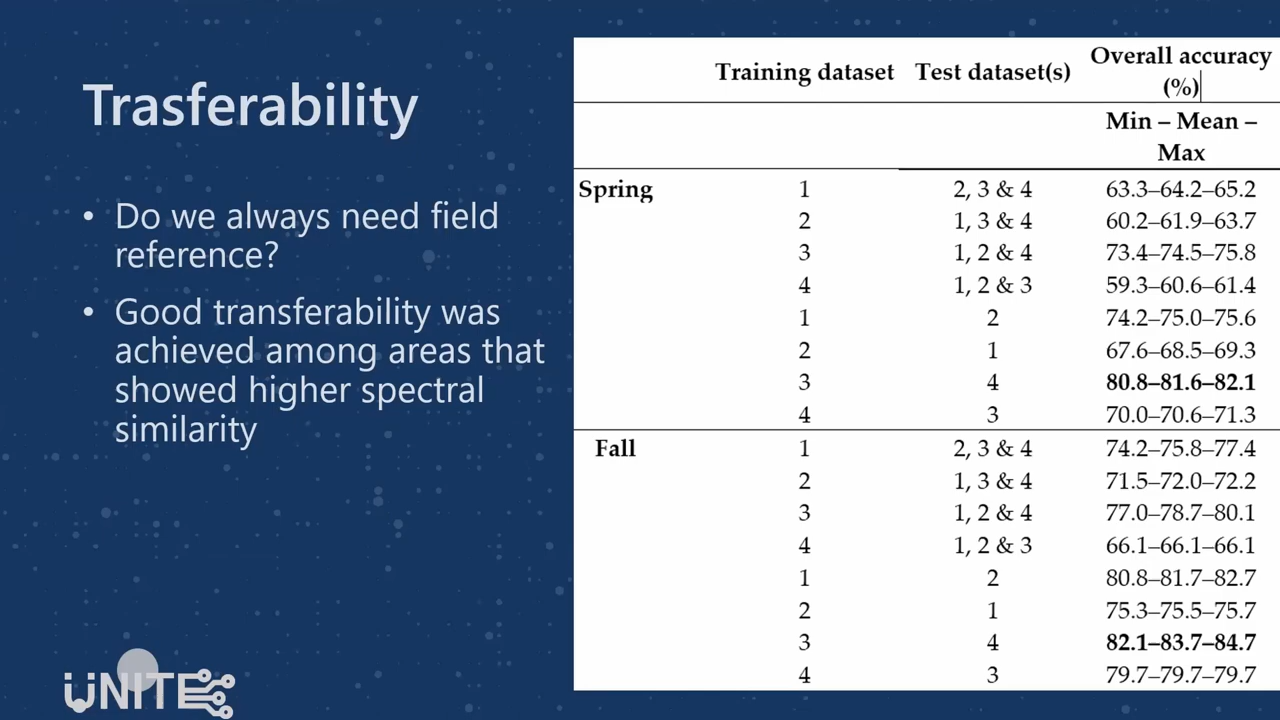 Trasferability
• Do we always need field
reference?
• Good transferability was
achieved among areas that
showed higher spectral
similarity
Training dataset Test dataset(s) Overall accuracy
(%)
Min – Mean –
Max
Spring 1 2, 3 & 4 63.3–64.2–65.2
2 1, 3 & 4 60.2–61.9–63.7
3 1, 2 & 4 73.4–74.5–75.8
4 1, 2 & 3 59.3–60.6–61.4
1 2 74.2–75.0–75.6
2 1 67.6–68.5–69.3
3 4 80.8–81.6–82.1
4 3 70.0–70.6–71.3
Fall 1 2, 3 & 4 74.2–75.8–77.4
2 1, 3 & 4 71.5–72.0–72.2
3 1, 2 & 4 77.0–78.7–80.1
4 1, 2 & 3 66.1–66.1–66.1
1 2 80.8–81.7–82.7
2 1 75.3–75.5–75.7
3 4 82.1–83.7–84.7
4 3 79.7–79.7–79.7
UNITE